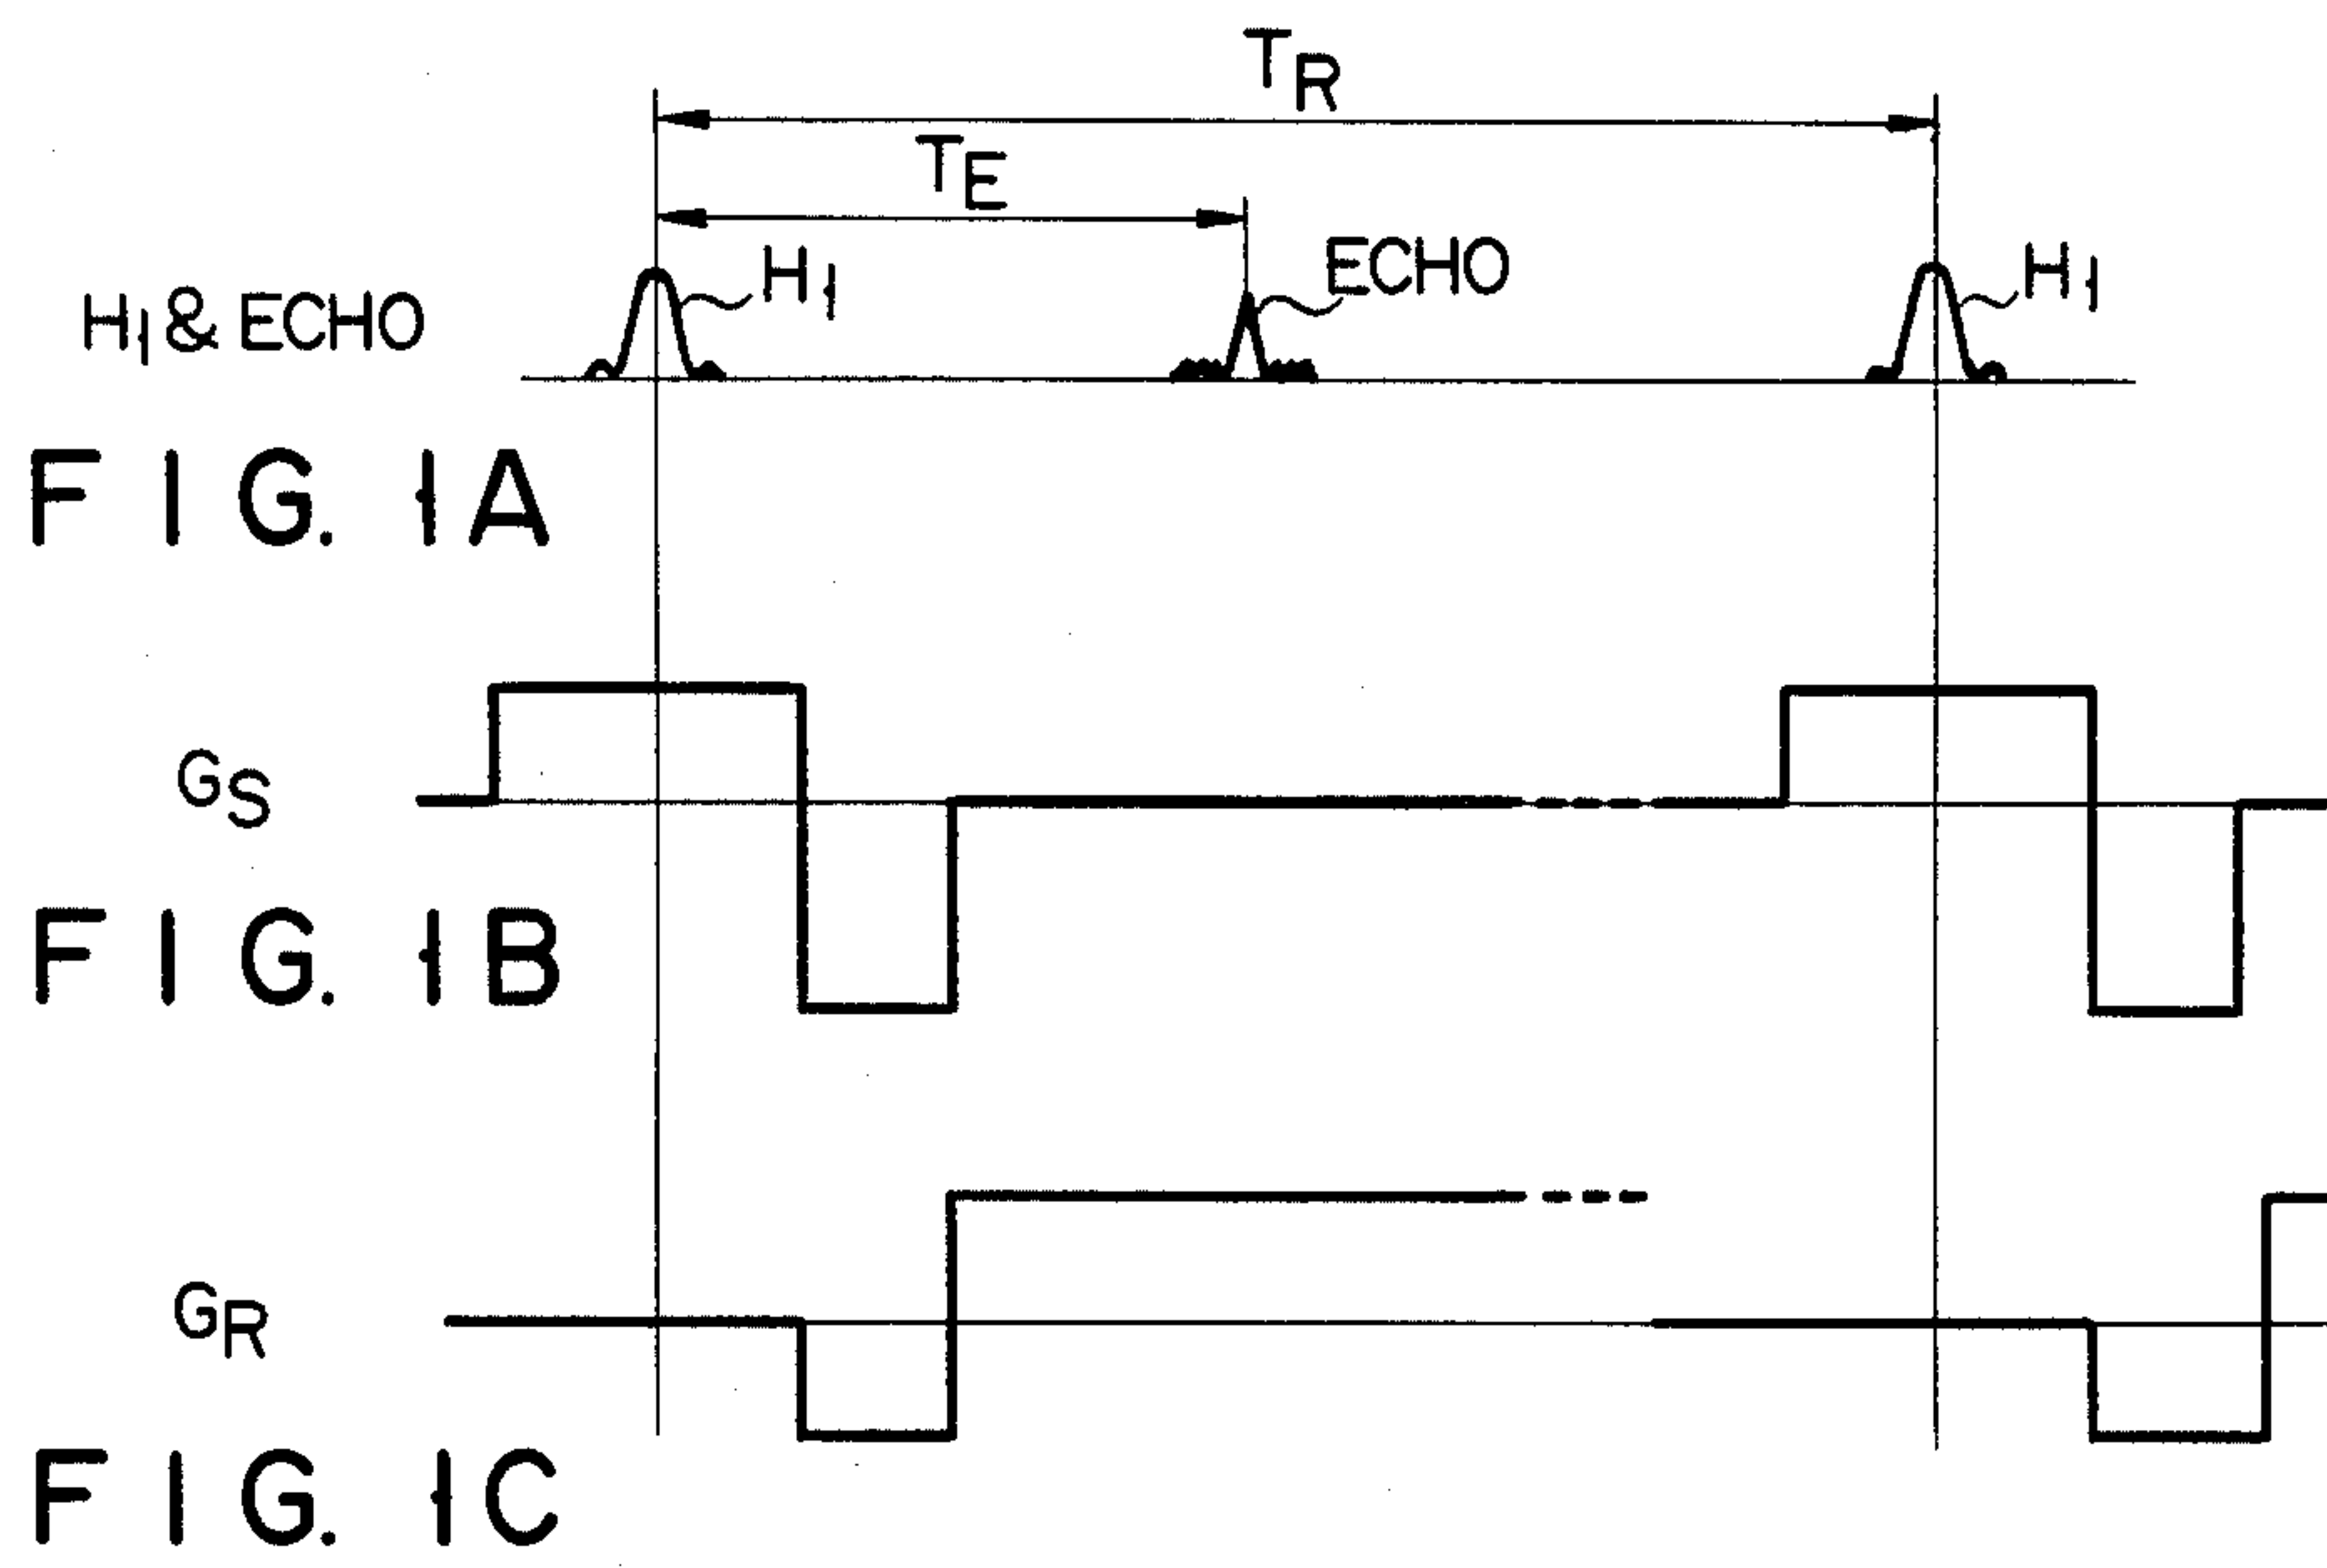 TR
TE
H1 & ECHO
H1
ECHO
H1
FIG. 1A
GS
FIG. 1B
GR
FIG. 1C